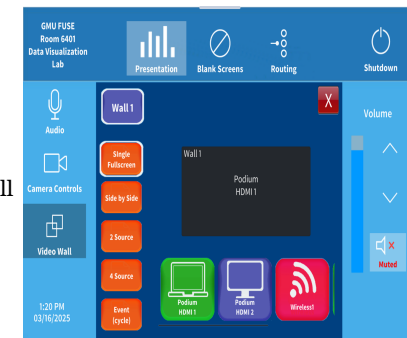 GMU FUSE
Room 6401
Data Visualization
Lab
Presentation
Blank Screens
Routing
Shutdown
Audio
Camera Controls
Video Wall
1:20 PM
03/16/2025
ll
Wall 1
X
Single
Fullscreen
Side by Side
2 Source
4 Source
Event
(cycle)
Wall 1
Podium
HDMI 1
Podium
HDMI 1
Podium
HDMI 2
Wireless1
Volume
Muted